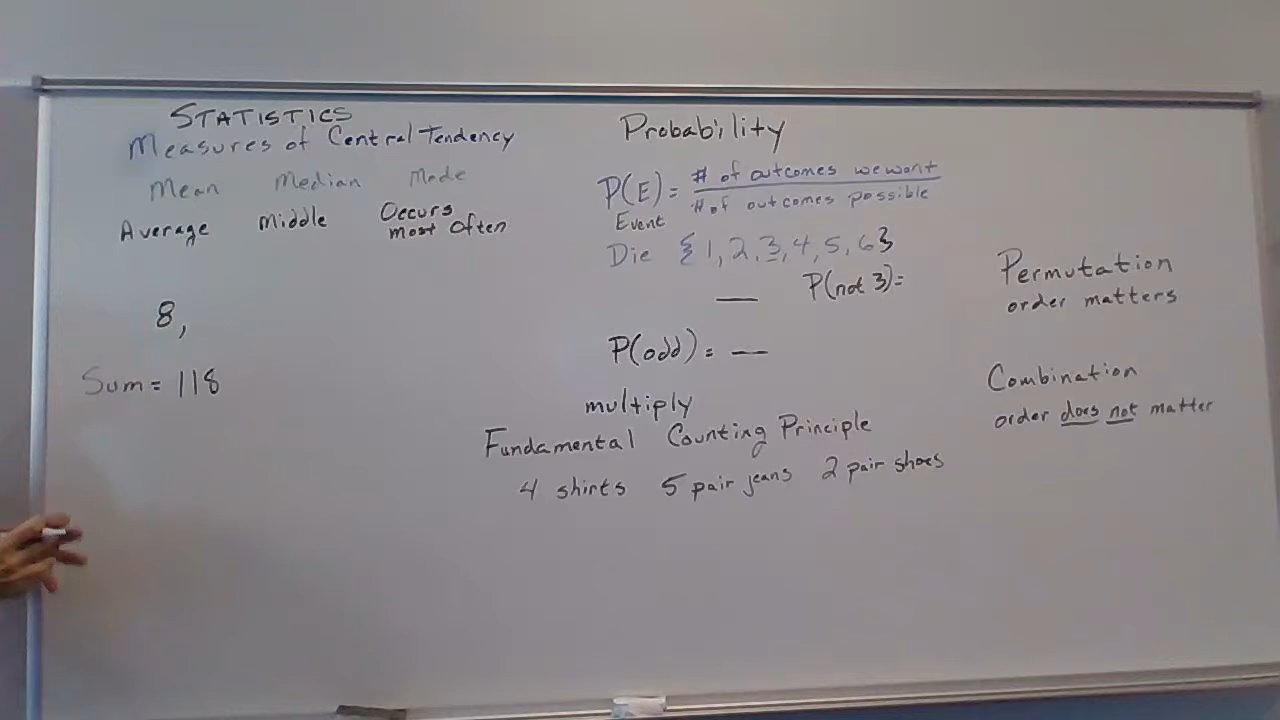 STATISTICS
Measures of Central Tendency
Mean Median Mode
Average Middle Occurs most Often
8,
Sum = 118
Probability
P(E) = # of outcomes we want
# of outcomes possible
Event
Die {1, 2, 3, 4, 5, 6}
P(not 3) =
P(odd) =
multiply
Fundamental Counting Principle
4 shirts 5 pair jeans 2 pair shoes
Permutation
order matters
Combination
order does not matter